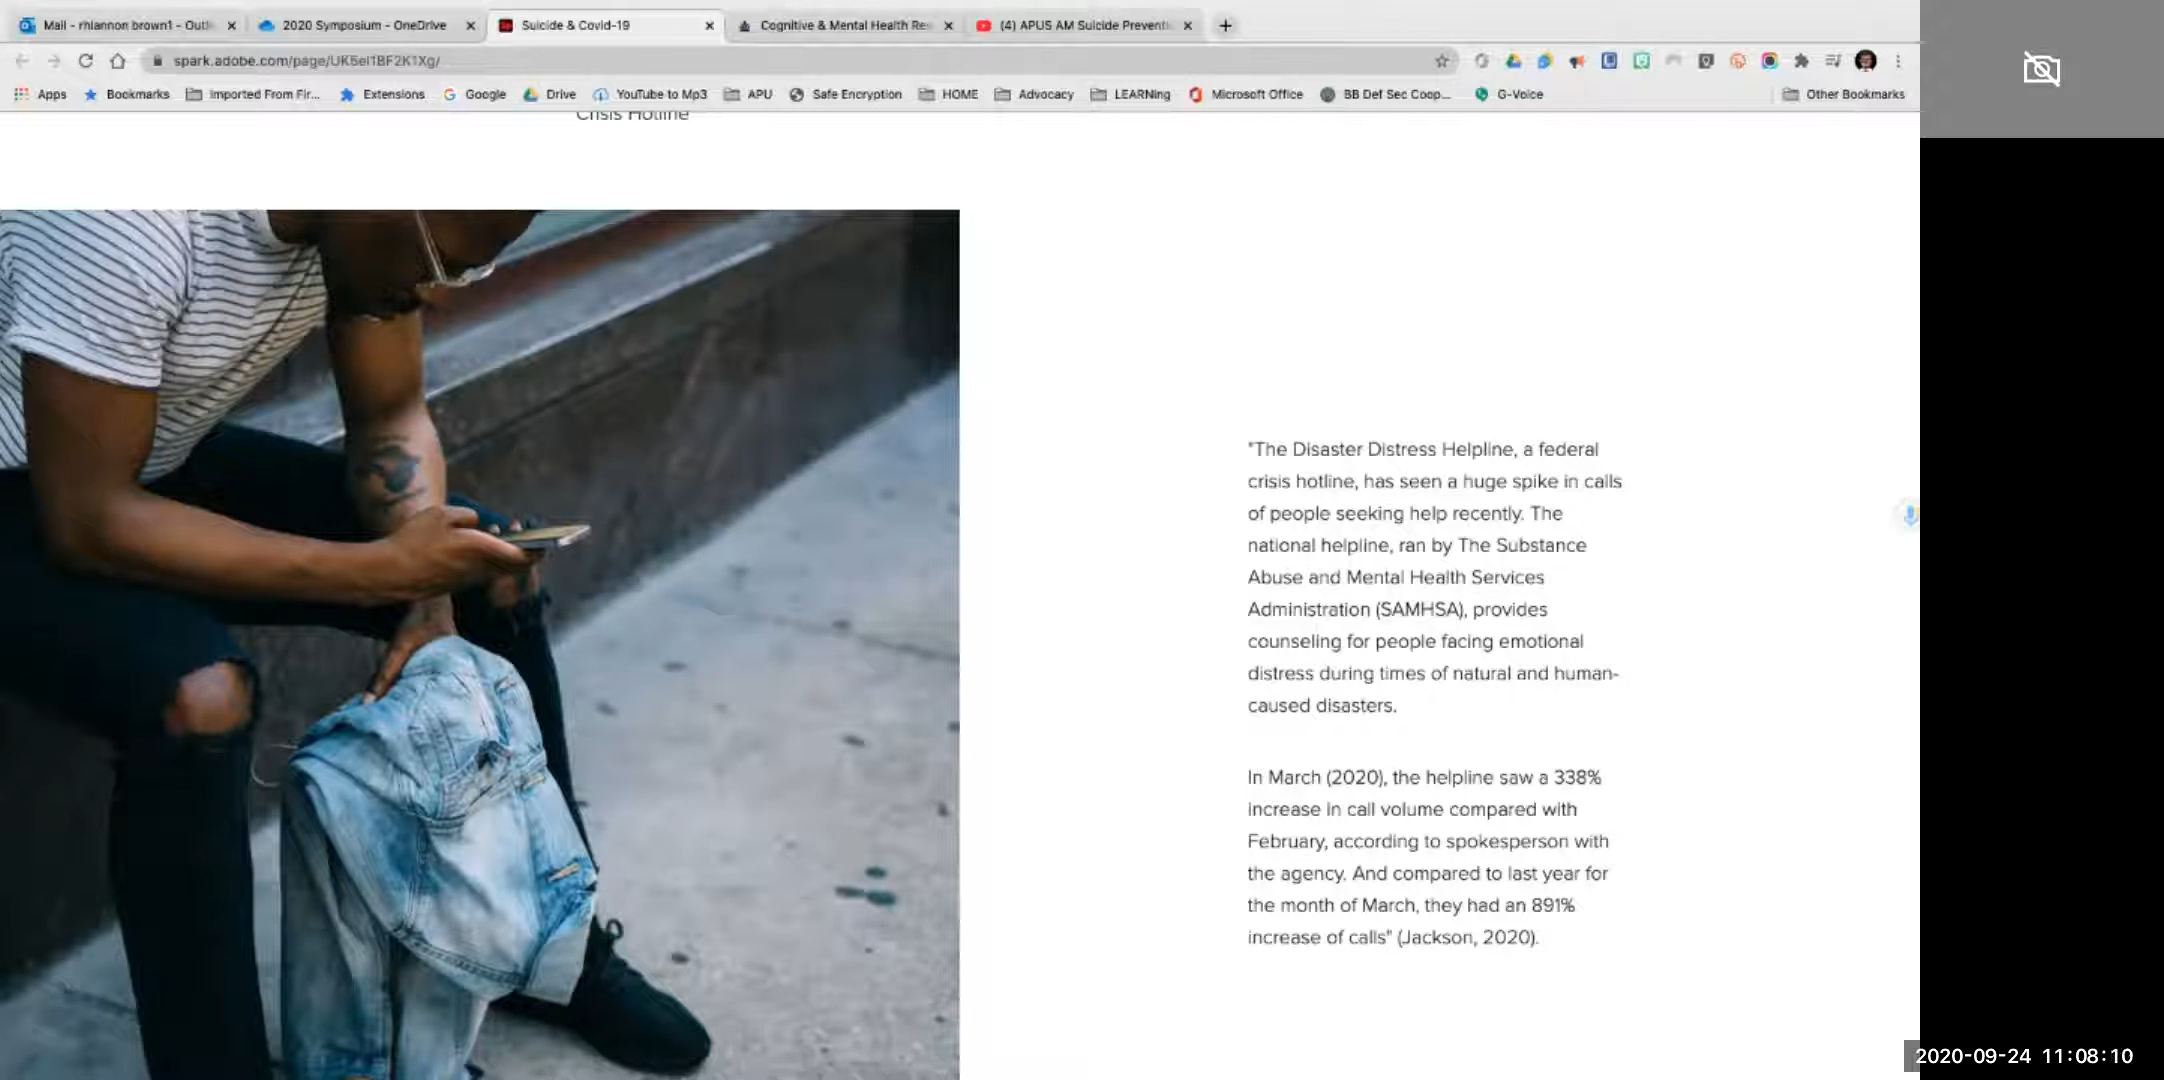 Mail - rhiannon brown1 - Outl
2020 Symposium - OneDrive
Suicide & Covid-19
Cognitive & Mental Health Re
(4) APUS AM Suicide Preventi
spark.adobe.com/page/UK5eI1BF2K1Xg/
Apps
Bookmarks
Imported From Fir...
Extensions
Google
Drive
YouTube to Mp3
APU
Safe Encryption
HOME
Advocacy
LEARNing
Microsoft Office
BB Def Sec Coop...
G-Voice
Other Bookmarks
Crisis Hotline
"The Disaster Distress Helpline, a federal
crisis hotline, has seen a huge spike in calls
of people seeking help recently. The
national helpline, ran by The Substance
Abuse and Mental Health Services
Administration (SAMHSA), provides
counseling for people facing emotional
distress during times of natural and human-
caused disasters.
In March (2020), the helpline saw a 338%
increase in call volume compared with
February, according to spokesperson with
the agency. And compared to last year for
the month of March, they had an 891%
increase of calls" (Jackson, 2020).
2020-09-24 11:08:10